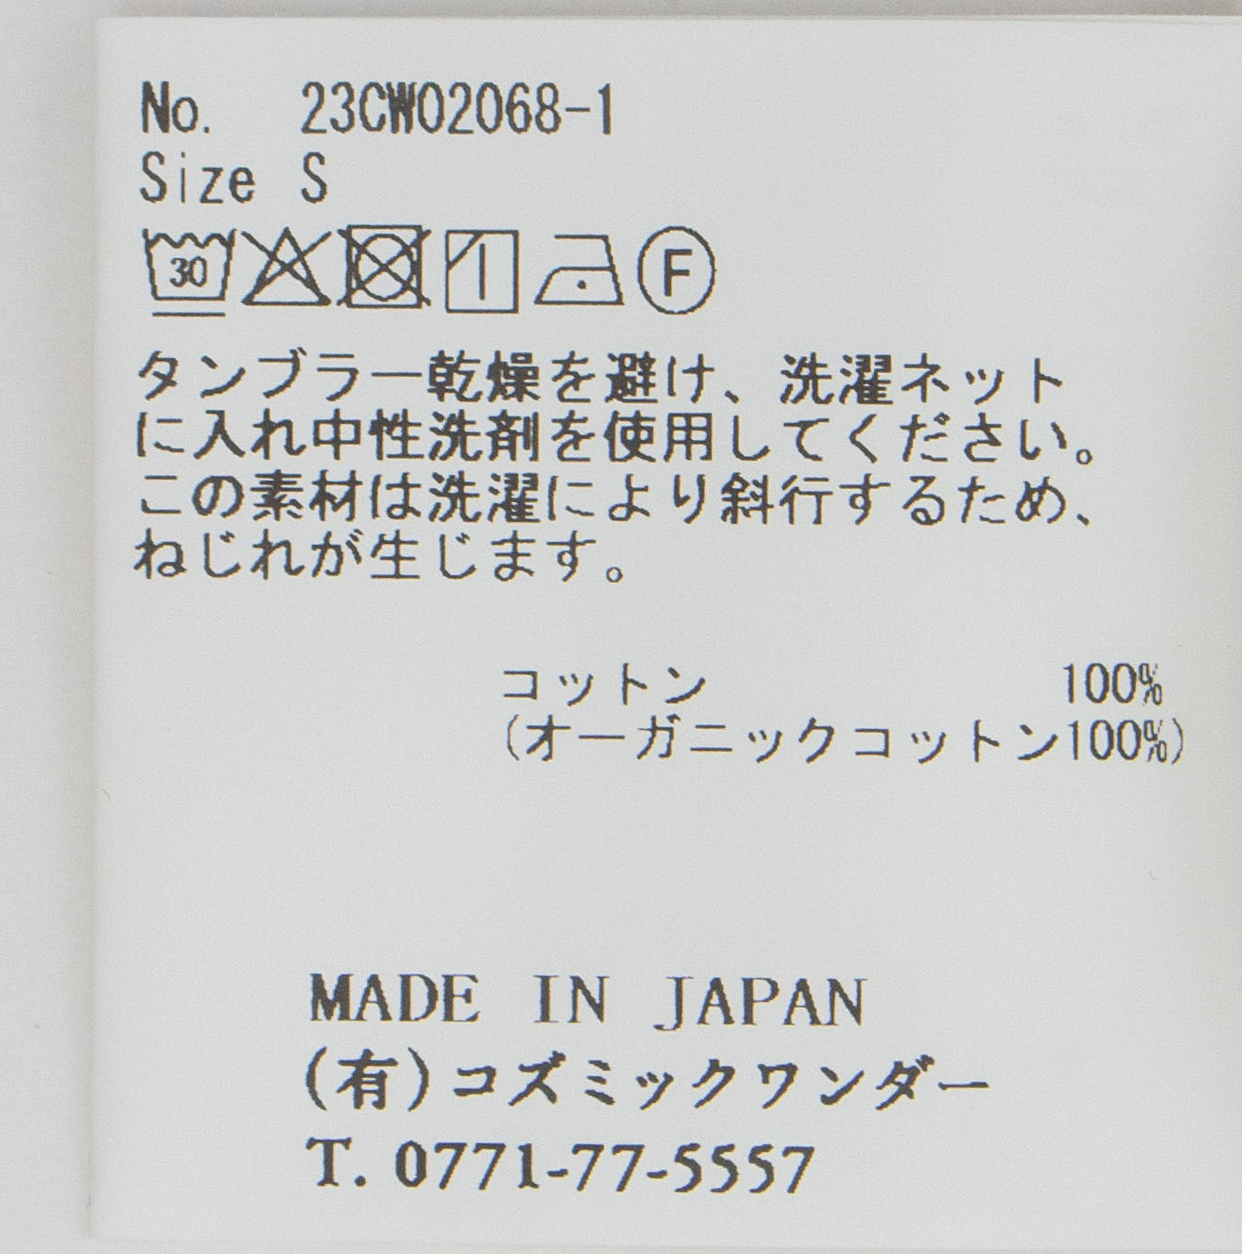 No. 23CW02068-1
Size S
30 F
タンブラー乾燥を避け、洗濯ネット
に入れ中性洗剤を使用してください。
この素材は洗濯により斜行するため、
ねじれが生じます。
コットン 100%
(オーガニックコットン100%)
MADE IN JAPAN
(有)コズミックワンダー
T. 0771-77-5557